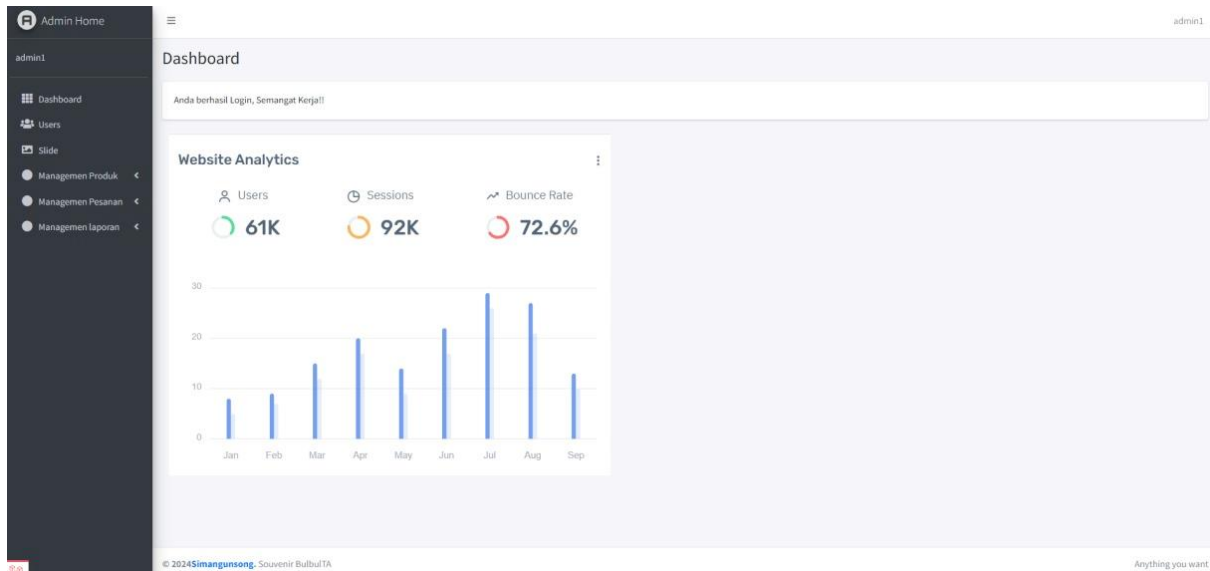 Admin Home
admin1
admin1
Dashboard
Users
Slide
Managemen Produk
Managemen Pesanan
Managemen laporan
Dashboard
Anda berhasil Login, Semangat Kerja!!
Website Analytics
Users
Sessions
Bounce Rate
61K
92K
72.6%
30
20
10
0
Jan Feb Mar Apr May Jun Jul Aug Sep
© 2024Simangunsong. Souvenir BulbulTA
Anything you want